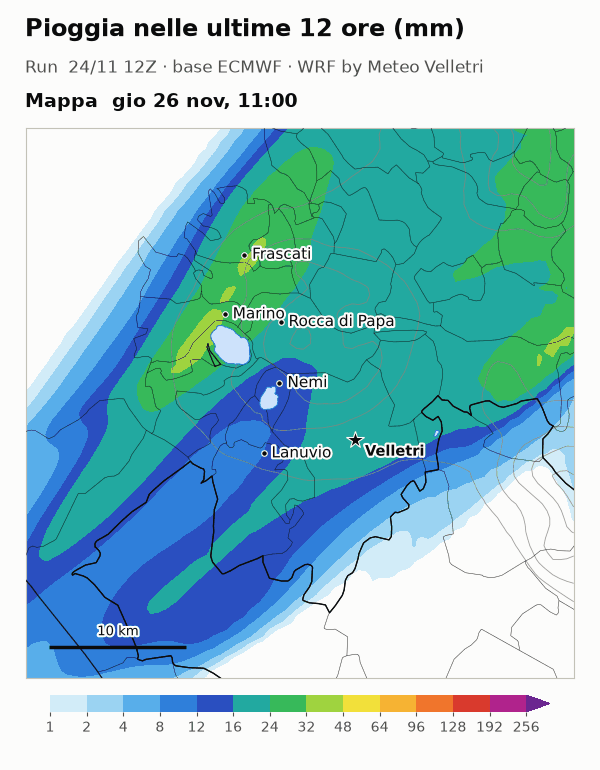 Pioggia nelle ultime 12 ore (mm)
Run 24/11 12Z · base ECMWF · WRF by Meteo Velletri
Mappa gio 26 nov, 11:00
Frascati
Marino
Rocca di Papa
Nemi
Lanuvio
Velletri
10 km
1 2 4 8 12 16 24 32 48 64 96 128 192 256